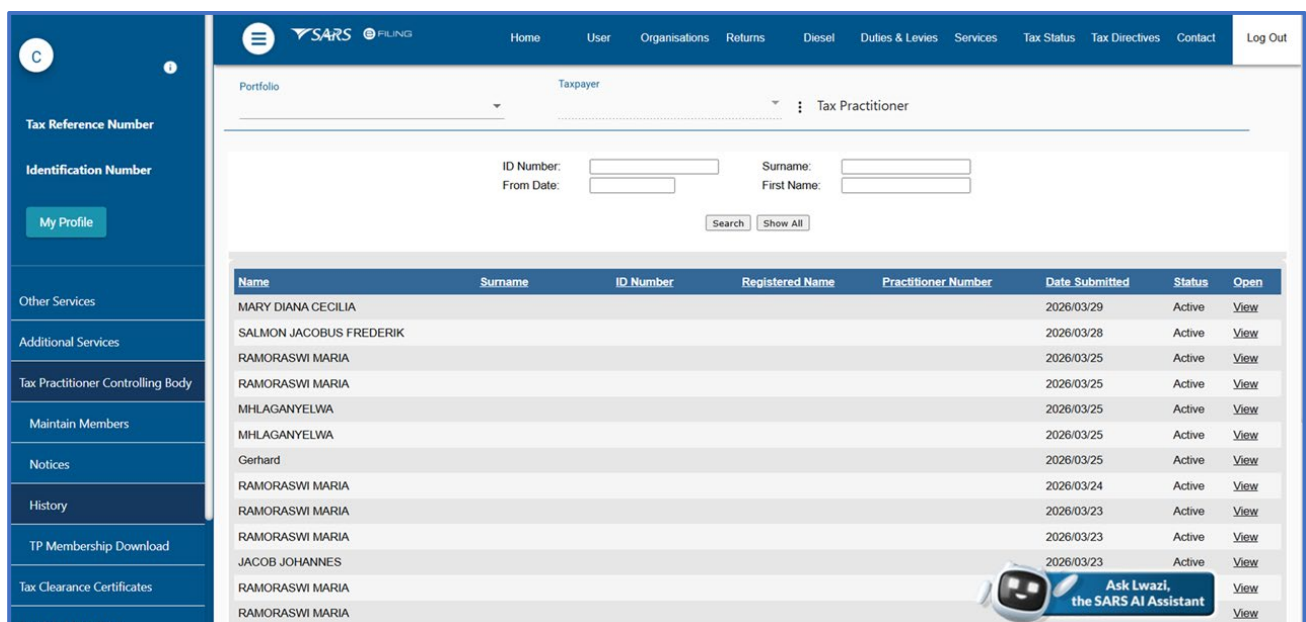 C
i
Tax Reference Number
Identification Number
My Profile
Other Services
Additional Services
Tax Practitioner Controlling Body
Maintain Members
Notices
History
TP Membership Download
Tax Clearance Certificates
SARS eFILING
Home User Organisations Returns Diesel Duties & Levies Services Tax Status Tax Directives Contact Log Out
Portfolio
Taxpayer
Tax Practitioner
ID Number: Surname:
From Date: First Name:
Search Show All
Name Surname ID Number Registered Name Practitioner Number Date Submitted Status Open
MARY DIANA CECILIA 2026/03/29 Active View
SALMON JACOBUS FREDERIK 2026/03/28 Active View
RAMORASWI MARIA 2026/03/25 Active View
RAMORASWI MARIA 2026/03/25 Active View
MHLAGANYELWA 2026/03/25 Active View
MHLAGANYELWA 2026/03/25 Active View
Gerhard 2026/03/25 Active View
RAMORASWI MARIA 2026/03/24 Active View
RAMORASWI MARIA 2026/03/23 Active View
RAMORASWI MARIA 2026/03/23 Active View
JACOB JOHANNES 2026/03/23 Active View
RAMORASWI MARIA View
RAMORASWI MARIA View
Ask Lwazi,
the SARS AI Assistant